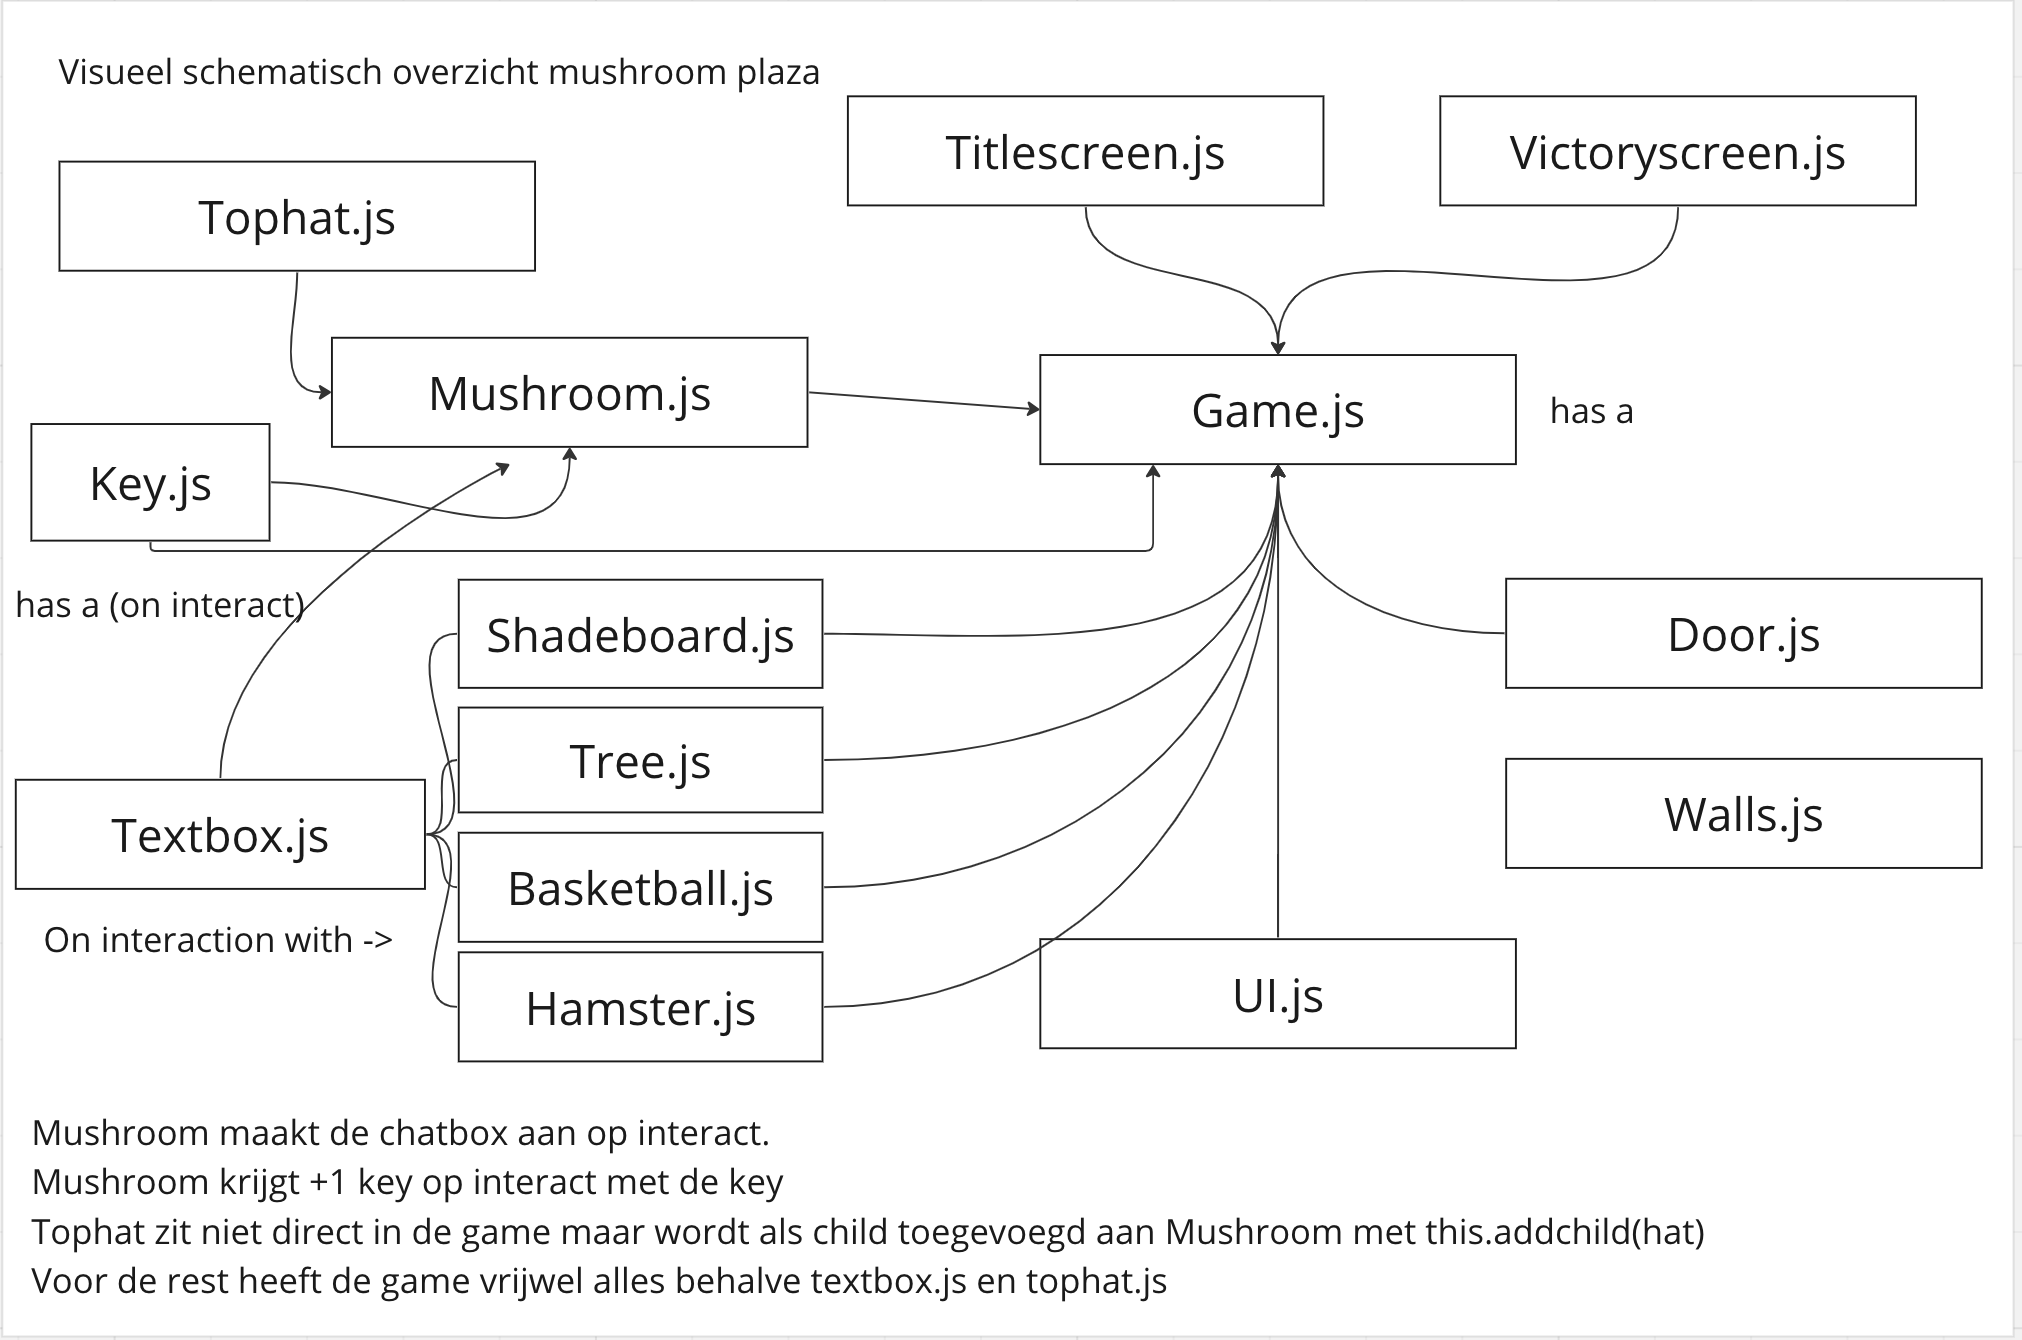 Visueel schematisch overzicht mushroom plaza
Titlescreen.js
Victoryscreen.js
Tophat.js
Mushroom.js
Game.js
has a
Key.js
has a (on interact)
Shadeboard.js
Door.js
Tree.js
Textbox.js
Walls.js
Basketball.js
On interaction with ->
Hamster.js
UI.js
Mushroom maakt de chatbox aan op interact.
Mushroom krijgt +1 key op interact met de key
Tophat zit niet direct in de game maar wordt als child toegevoegd aan Mushroom met this.addchild(hat)
Voor de rest heeft de game vrijwel alles behalve textbox.js en tophat.js